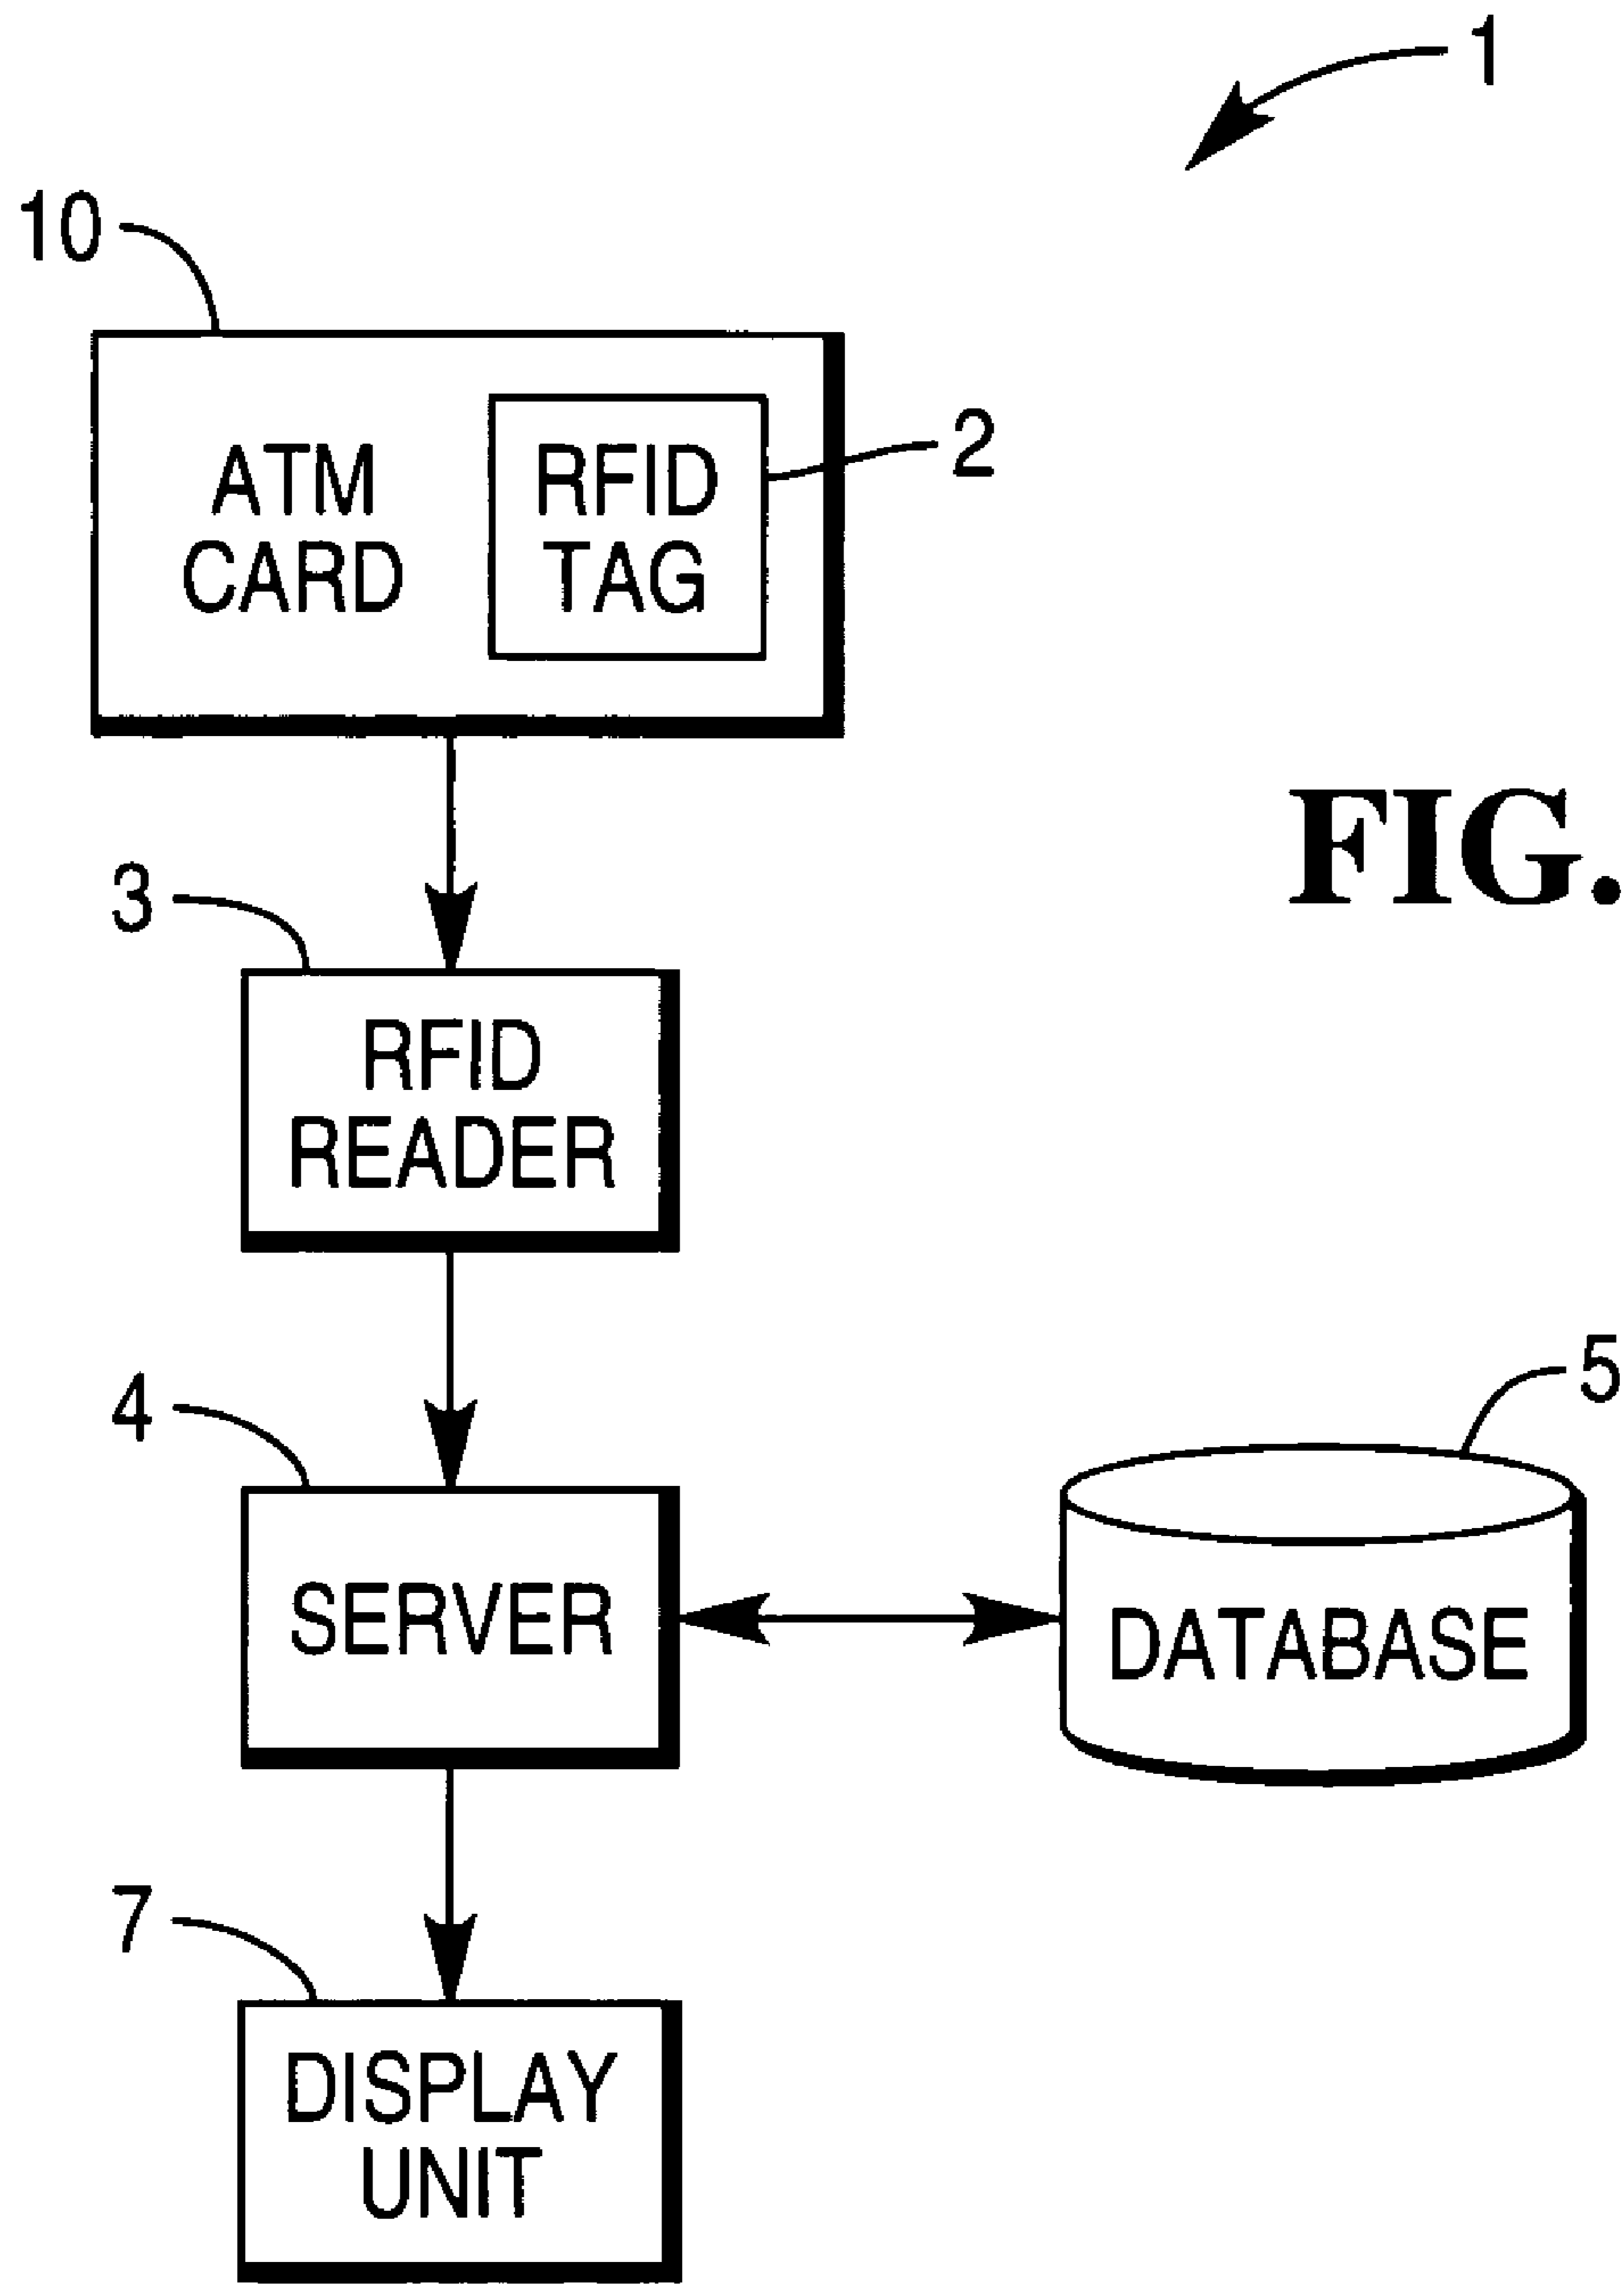 1
10
ATM
CARD
RFID
TAG
2
FIG.
3
RFID
READER
4
SERVER
5
DATABASE
7
DISPLAY
UNIT